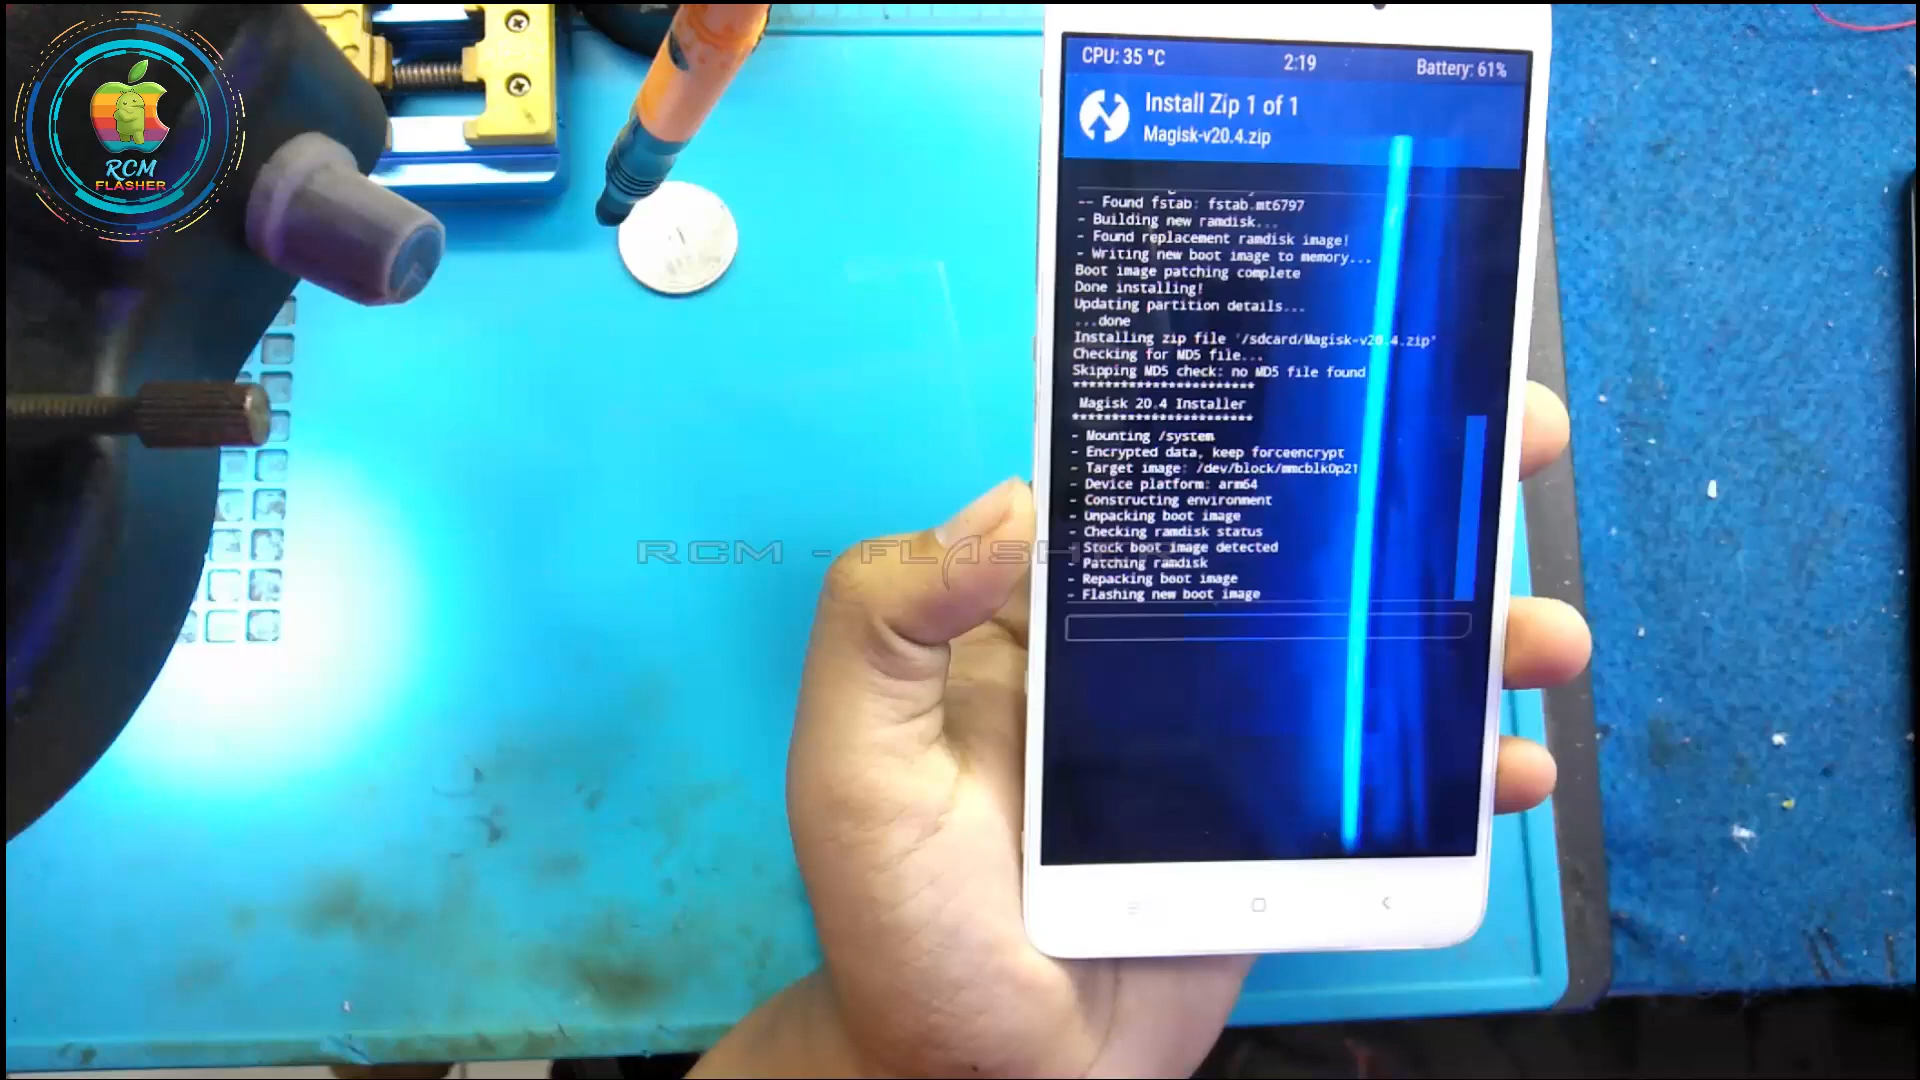 RCM
FLASHER
CPU: 35 °C
2:19
Battery: 61%
Install Zip 1 of 1
Magisk-v20.4.zip
-- Found fstab: fstab.mt6797
- Building new ramdisk...
- Found replacement ramdisk image!
- Writing new boot image to memory...
Boot image patching complete
Done installing!
Updating partition details...
...done
Installing zip file '/sdcard/Magisk-v20.4.zip'
Checking for MD5 file...
Skipping MD5 check: no MD5 file found
***********************
Magisk 20.4 Installer
***********************
- Mounting /system
- Encrypted data, keep forceencrypt
- Target image: /dev/block/mmcblk0p21
- Device platform: arm64
- Constructing environment
- Unpacking boot image
- Checking ramdisk status
- Stock boot image detected
- Patching ramdisk
- Repacking boot image
- Flashing new boot image
RCM - FLASHER